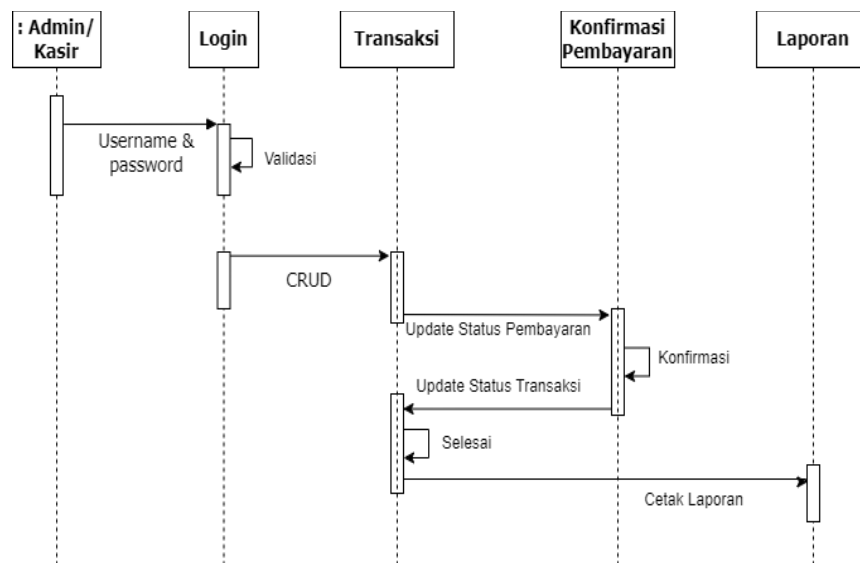 : Admin/
Kasir
Login
Transaksi
Konfirmasi
Pembayaran
Laporan
Username &
password
Validasi
CRUD
Update Status Pembayaran
Konfirmasi
Update Status Transaksi
Selesai
Cetak Laporan